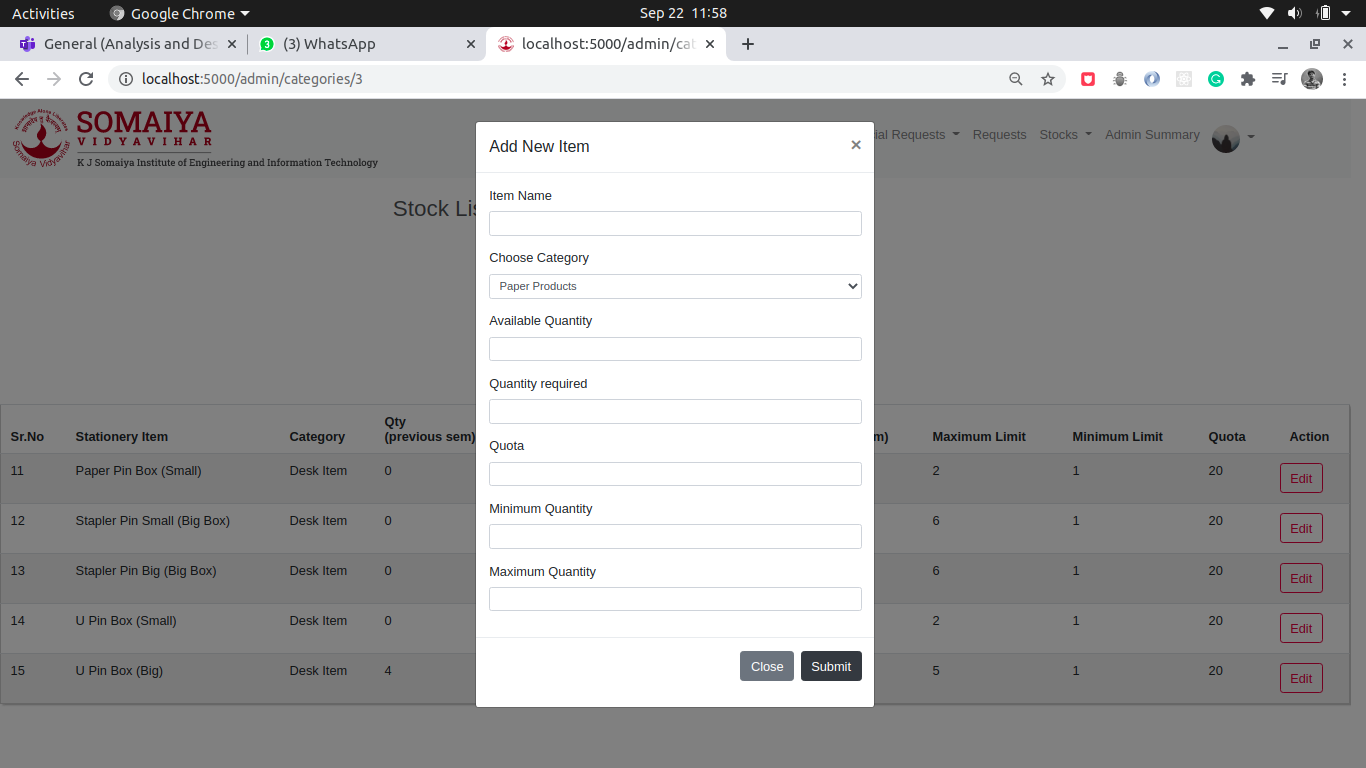 Activities Google Chrome Sep 22 11:58
General (Analysis and Des (3) WhatsApp localhost:5000/admin/cat
localhost:5000/admin/categories/3
SOMAIYA
VIDYAVIHAR
K J Somaiya Institute of Engineering and Information Technology
Somaiya Vidyavihar
Requests Requests Stocks Admin Summary
Stock
Add New Item ×
Item Name
Choose Category
Paper Products
Available Quantity
Quantity required
Quota
Minimum Quantity
Maximum Quantity
Close Submit
Sr.No Stationery Item Category Qty (previous sem) Maximum Limit Minimum Limit Quota Action
11 Paper Pin Box (Small) Desk Item 0 2 1 20 Edit
12 Stapler Pin Small (Big Box) Desk Item 0 6 1 20 Edit
13 Stapler Pin Big (Big Box) Desk Item 0 6 1 20 Edit
14 U Pin Box (Small) Desk Item 0 2 1 20 Edit
15 U Pin Box (Big) Desk Item 4 5 1 20 Edit